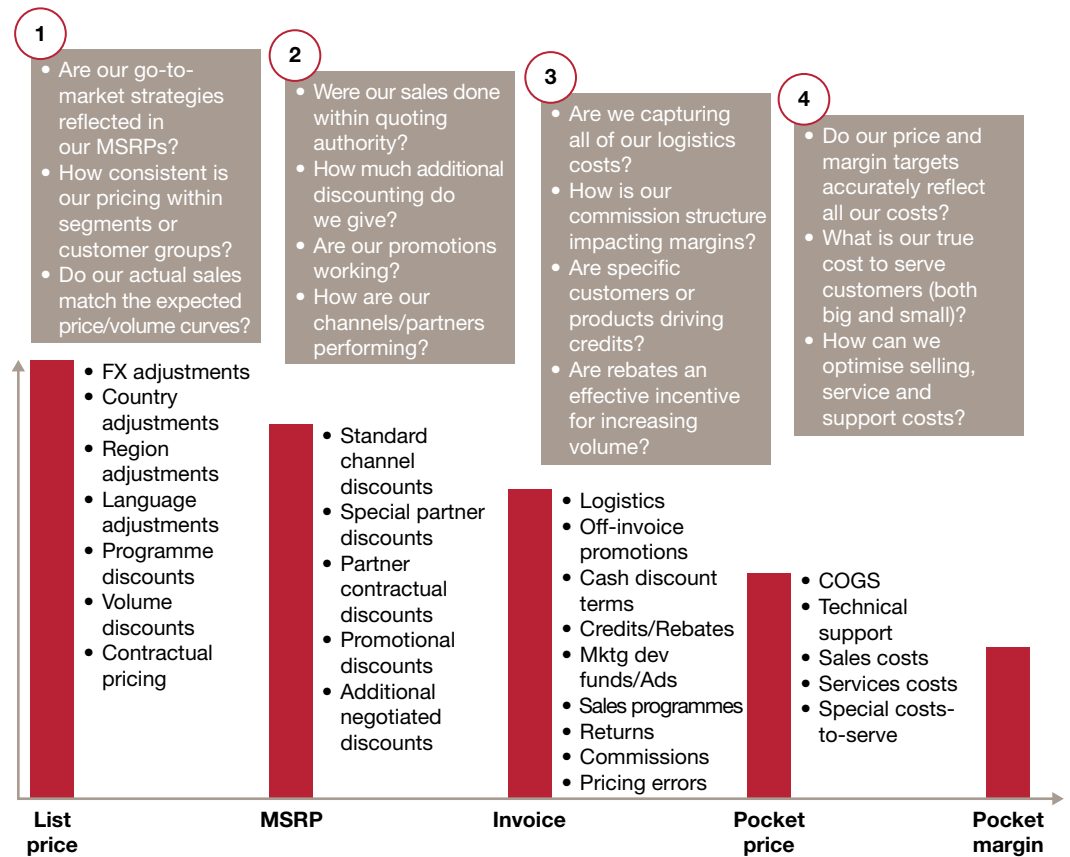 1
• Are our go-to-
market strategies
reflected in
our MSRPs?
• How consistent is
our pricing within
segments or
customer groups?
• Do our actual sales
match the expected
price/volume curves?
2
• Were our sales done
within quoting
authority?
• How much additional
discounting do
we give?
• Are our promotions
working?
• How are our
channels/partners
performing?
3
• Are we capturing
all of our logistics
costs?
• How is our
commission structure
impacting margins?
• Are specific
customers or
products driving
credits?
• Are rebates an
effective incentive
for increasing
volume?
4
• Do our price and
margin targets
accurately reflect
all our costs?
• What is our true
cost to serve
customers (both
big and small)?
• How can we
optimise selling,
service and
support costs?
• FX adjustments
• Country
adjustments
• Region
adjustments
• Language
adjustments
• Programme
discounts
• Volume
discounts
• Contractual
pricing
• Standard
channel
discounts
• Special partner
discounts
• Partner
contractual
discounts
• Promotional
discounts
• Additional
negotiated
discounts
• Logistics
• Off-invoice
promotions
• Cash discount
terms
• Credits/Rebates
• Mktg dev
funds/Ads
• Sales programmes
• Returns
• Commissions
• Pricing errors
• COGS
• Technical
support
• Sales costs
• Services costs
• Special costs-
to-serve
List
price
MSRP
Invoice
Pocket
price
Pocket
margin